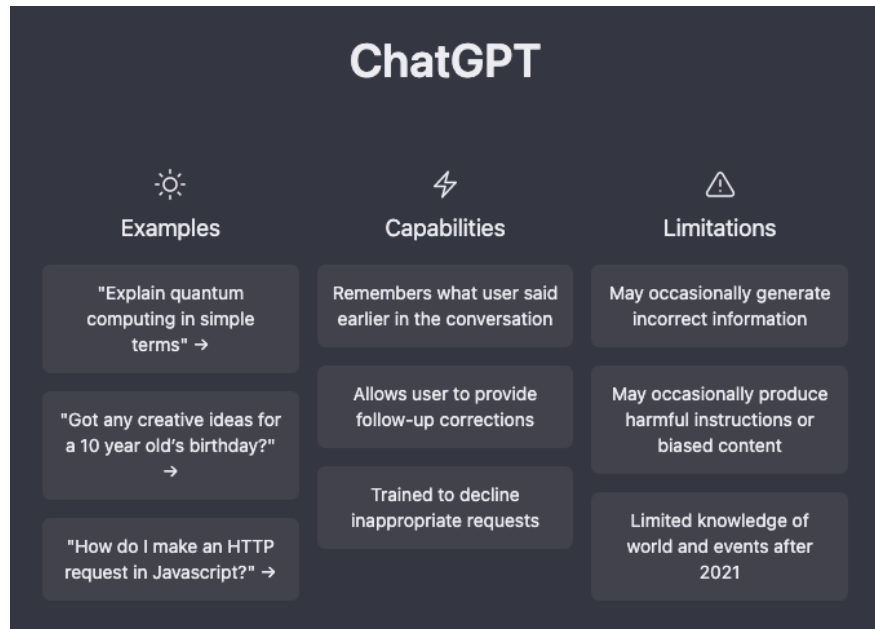 ChatGPT
Examples
"Explain quantum
computing in simple
terms" →
"Got any creative ideas for
a 10 year old’s birthday?"
→
"How do I make an HTTP
request in Javascript?" →
Capabilities
Remembers what user said
earlier in the conversation
Allows user to provide
follow-up corrections
Trained to decline
inappropriate requests
Limitations
May occasionally generate
incorrect information
May occasionally produce
harmful instructions or
biased content
Limited knowledge of
world and events after
2021